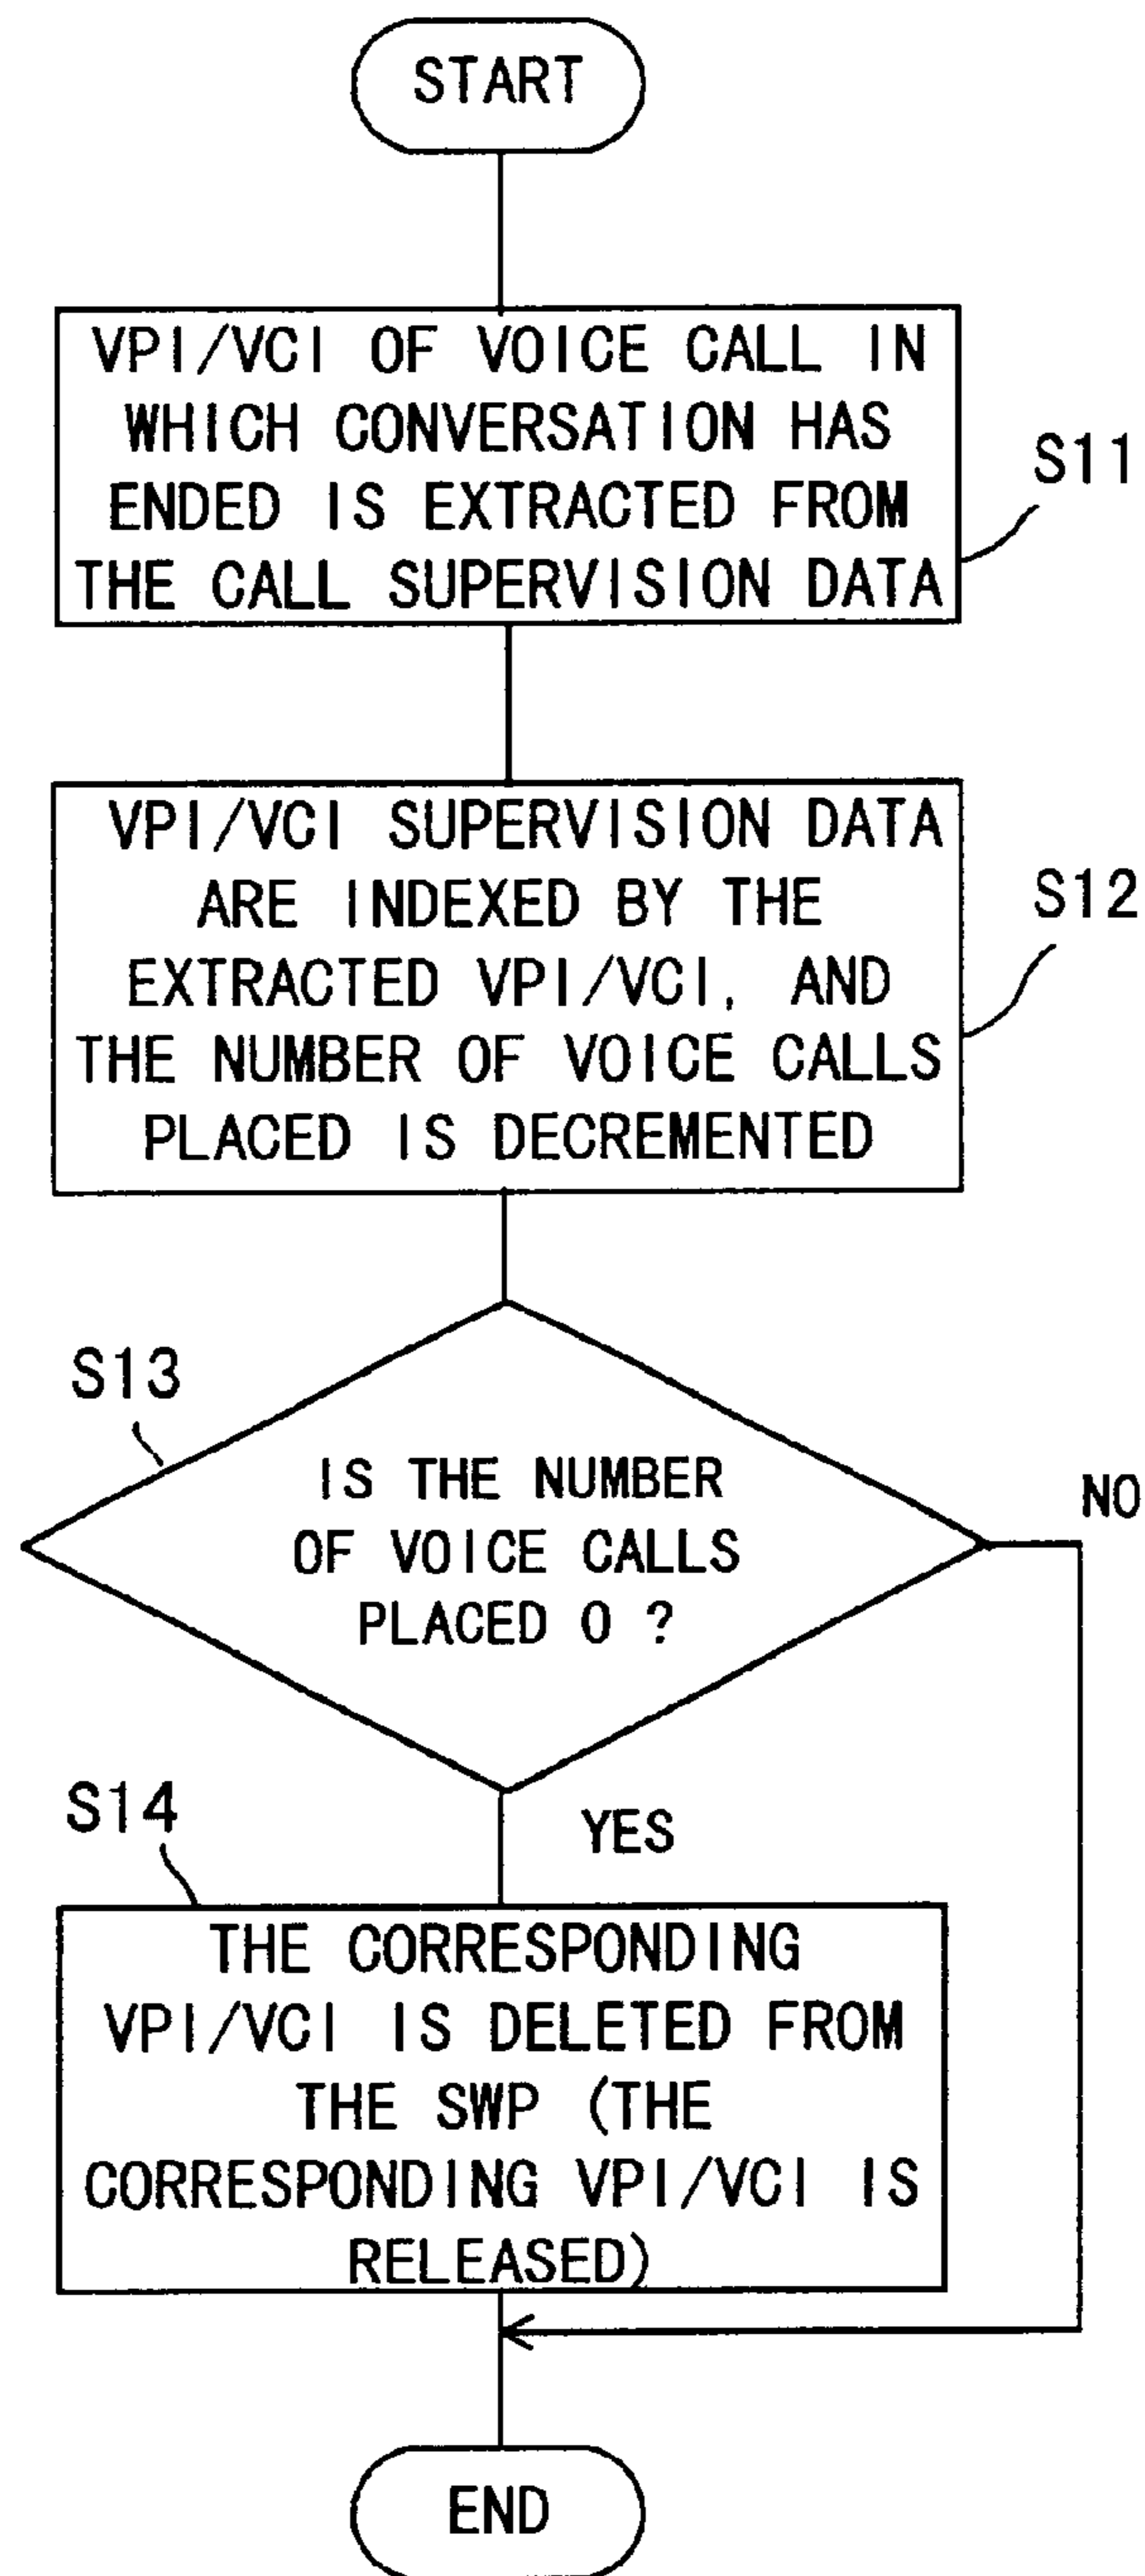 START
VPI/VCI OF VOICE CALL IN
WHICH CONVERSATION HAS
ENDED IS EXTRACTED FROM
THE CALL SUPERVISION DATA
S11
VPI/VCI SUPERVISION DATA
ARE INDEXED BY THE
EXTRACTED VPI/VCI, AND
THE NUMBER OF VOICE CALLS
PLACED IS DECREMENTED
S12
S13
IS THE NUMBER
OF VOICE CALLS
PLACED 0 ?
NO
YES
S14
THE CORRESPONDING
VPI/VCI IS DELETED FROM
THE SWP (THE
CORRESPONDING VPI/VCI IS
RELEASED)
END